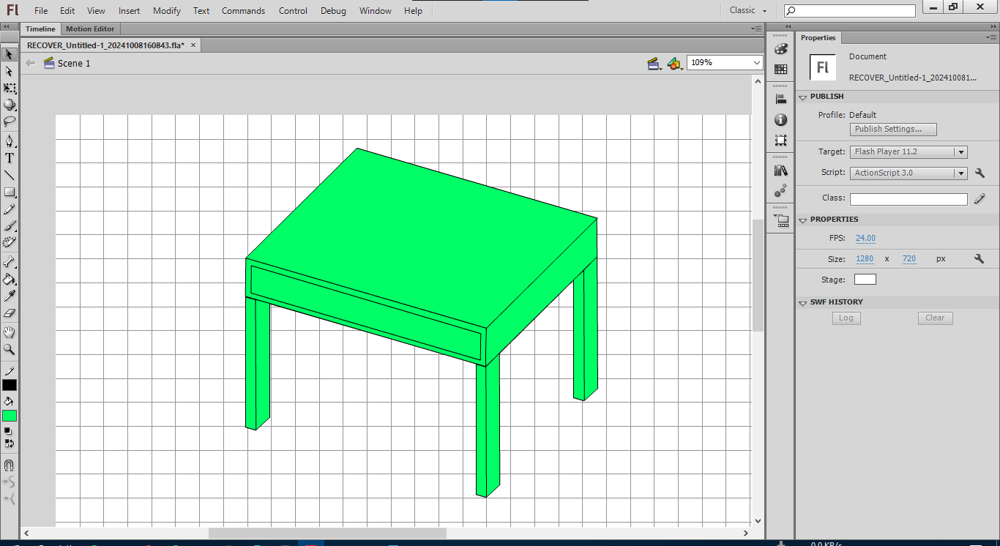 Fl File Edit View Insert Modify Text Commands Control Debug Window Help Classic
Timeline Motion Editor
RECOVER_Untitled-1_20241008160843.fla*
Scene 1 109%
T
Properties
Fl Document
RECOVER_Untitled-1_202410081...
PUBLISH
Profile: Default
Publish Settings...
Target: Flash Player 11.2
Script: ActionScript 3.0
Class:
PROPERTIES
FPS: 24.00
Size: 1280 x 720 px
Stage:
SWF HISTORY
Log Clear